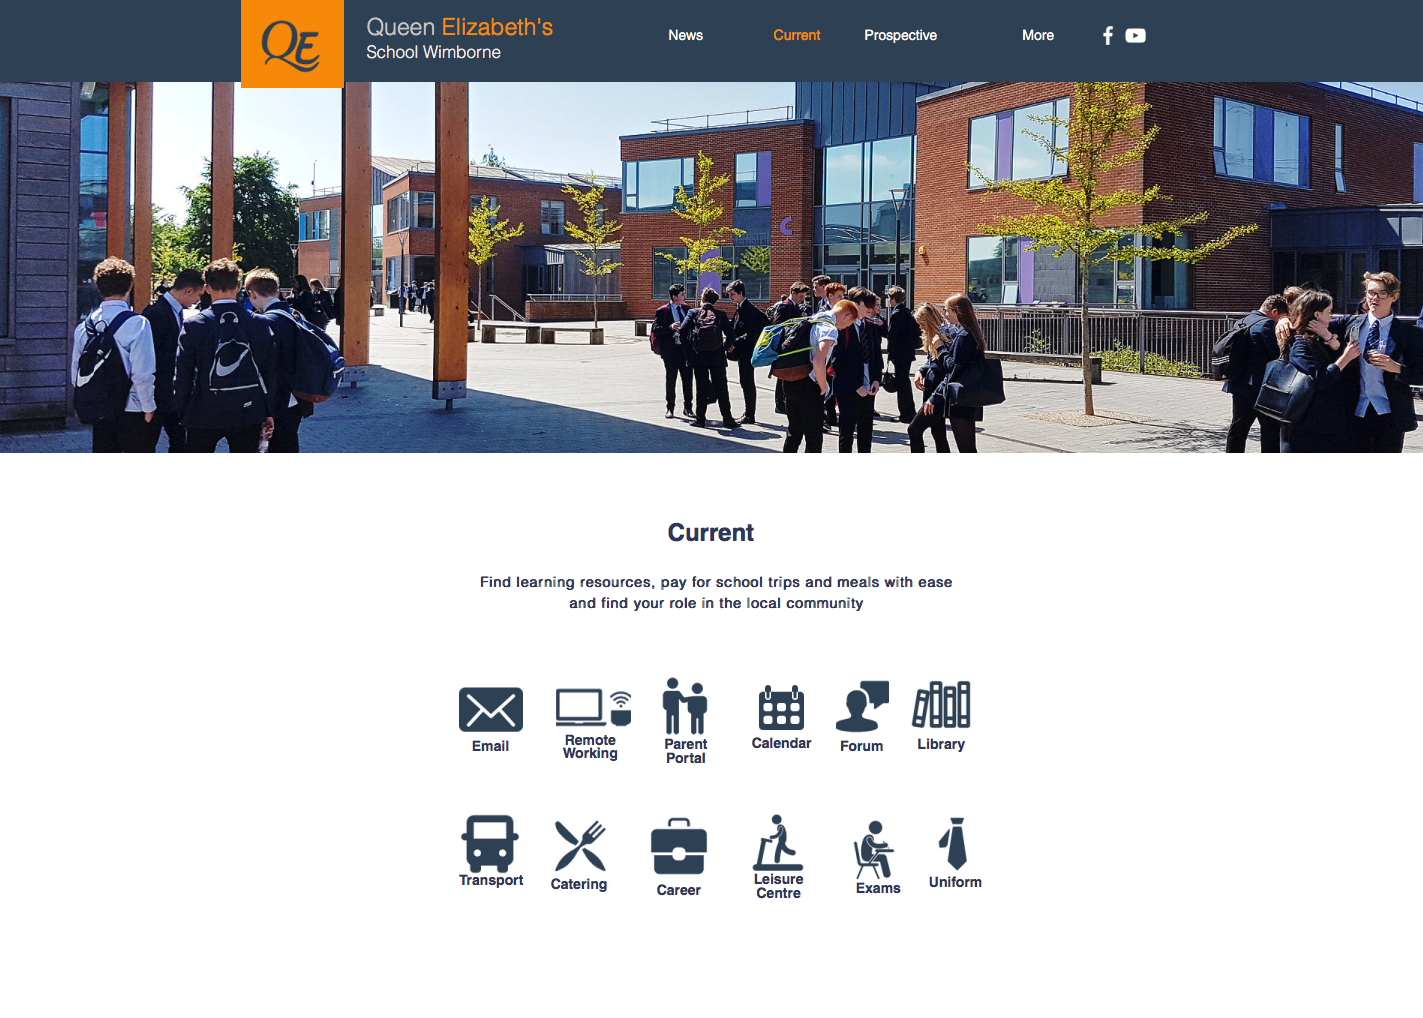 QE
Queen Elizabeth's
School Wimborne
News
Current
Prospective
More
Current
Find learning resources, pay for school trips and meals with ease
and find your role in the local community
Email
Remote
Working
Parent
Portal
Calendar
Forum
Library
Transport
Catering
Career
Leisure
Centre
Exams
Uniform